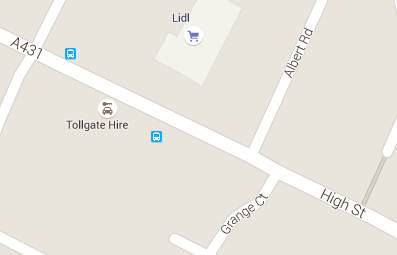 Lidl
A431
Albert Rd
Tollgate Hire
High St
Grange Ct